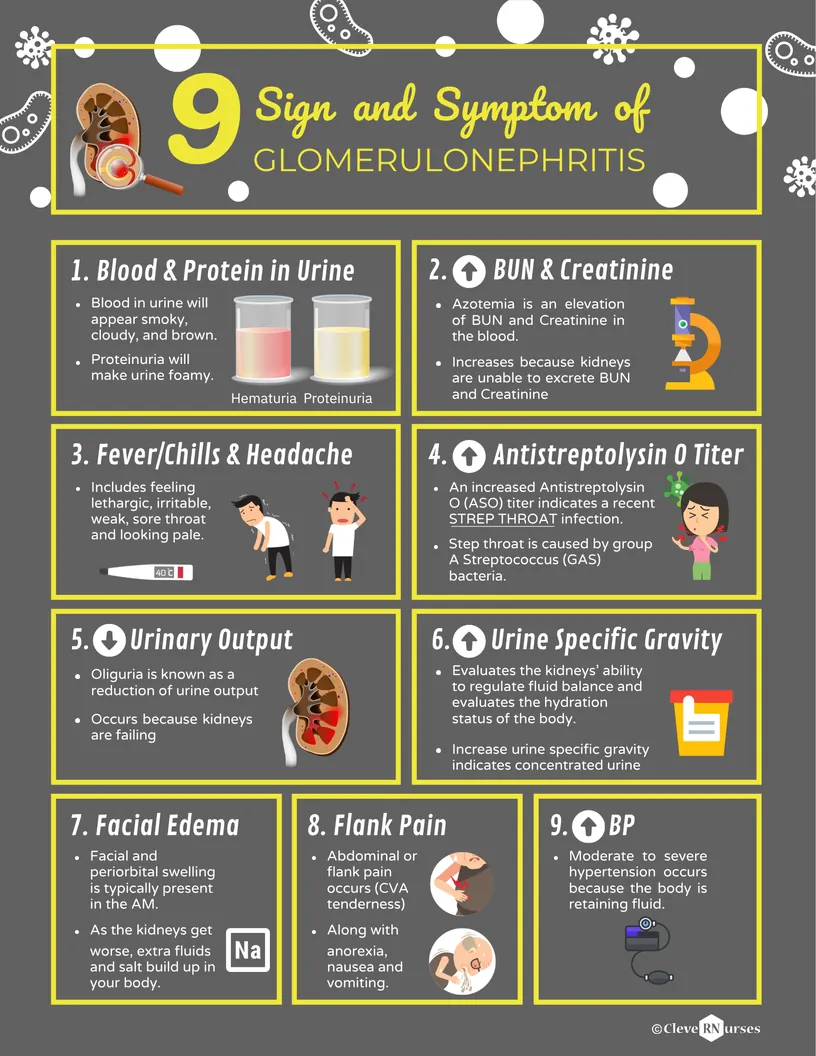 9 Sign and Symptom of
GLOMERULONEPHRITIS
1. Blood & Protein in Urine
• Blood in urine will
appear smoky,
cloudy, and brown.
• Proteinuria will
make urine foamy.
Hematuria Proteinuria
2. BUN & Creatinine
• Azotemia is an elevation
of BUN and Creatinine in
the blood.
• Increases because kidneys
are unable to excrete BUN
and Creatinine
3. Fever/Chills & Headache
• Includes feeling
lethargic, irritable,
weak, sore throat
and looking pale.
40°C
4. Antistreptolysin O Titer
• An increased Antistreptolysin
O (ASO) titer indicates a recent
STREP THROAT infection.
• Step throat is caused by group
A Streptococcus (GAS)
bacteria.
5. Urinary Output
• Oliguria is known as a
reduction of urine output
• Occurs because kidneys
are failing
6. Urine Specific Gravity
• Evaluates the kidneys' ability
to regulate fluid balance and
evaluates the hydration
status of the body.
• Increase urine specific gravity
indicates concentrated urine
7. Facial Edema
• Facial and
periorbital swelling
is typically present
in the AM.
• As the kidneys get
worse, extra fluids
and salt build up in
your body.
Na
8. Flank Pain
• Abdominal or
flank pain
occurs (CVA
tenderness)
• Along with
anorexia,
nausea and
vomiting.
9. BP
• Moderate to severe
hypertension occurs
because the body is
retaining fluid.
©CleveRNurses